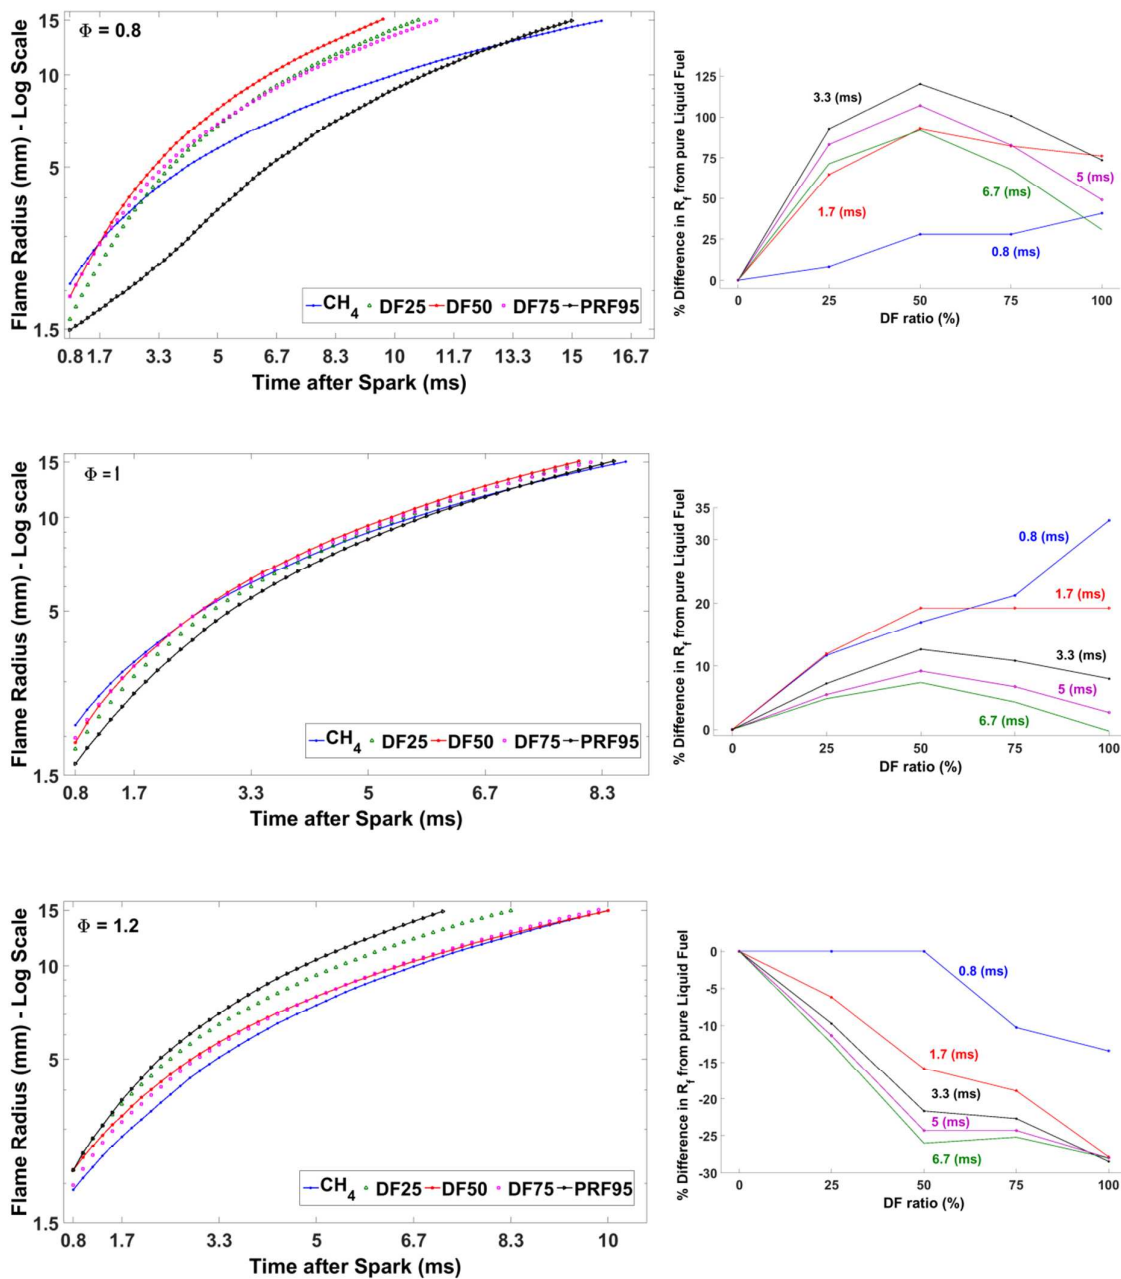 Φ = 0.8
Flame Radius (mm) - Log Scale
15
10
5
1.5
0.8 1.7 3.3 5 6.7 8.3 10 11.7 13.3 15 16.7
Time after Spark (ms)
CH4 DF25 DF50 DF75 PRF95
% Difference in Rf from pure Liquid Fuel
125
100
75
50
25
0
3.3 (ms)
5 (ms)
6.7 (ms)
1.7 (ms)
0.8 (ms)
0 25 50 75 100
DF ratio (%)
Φ = 1
Flame Radius (mm) - Log scale
15
10
5
1.5
0.8 1.7 3.3 5 6.7 8.3
Time after Spark (ms)
CH4 DF25 DF50 DF75 PRF95
% Difference in Rf from pure Liquid Fuel
35
30
20
10
0
0.8 (ms)
1.7 (ms)
3.3 (ms)
5 (ms)
6.7 (ms)
0 25 50 75 100
DF ratio (%)
Φ = 1.2
Flame Radius (mm) - Log Scale
15
10
5
1.5
0.8 1.7 3.3 5 6.7 8.3 10
Time after Spark (ms)
CH4 DF25 DF50 DF75 PRF95
% Difference in Rf from pure Liquid Fuel
0
-5
-10
-15
-20
-25
-30
0.8 (ms)
1.7 (ms)
3.3 (ms)
5 (ms)
6.7 (ms)
0 25 50 75 100
DF ratio (%)